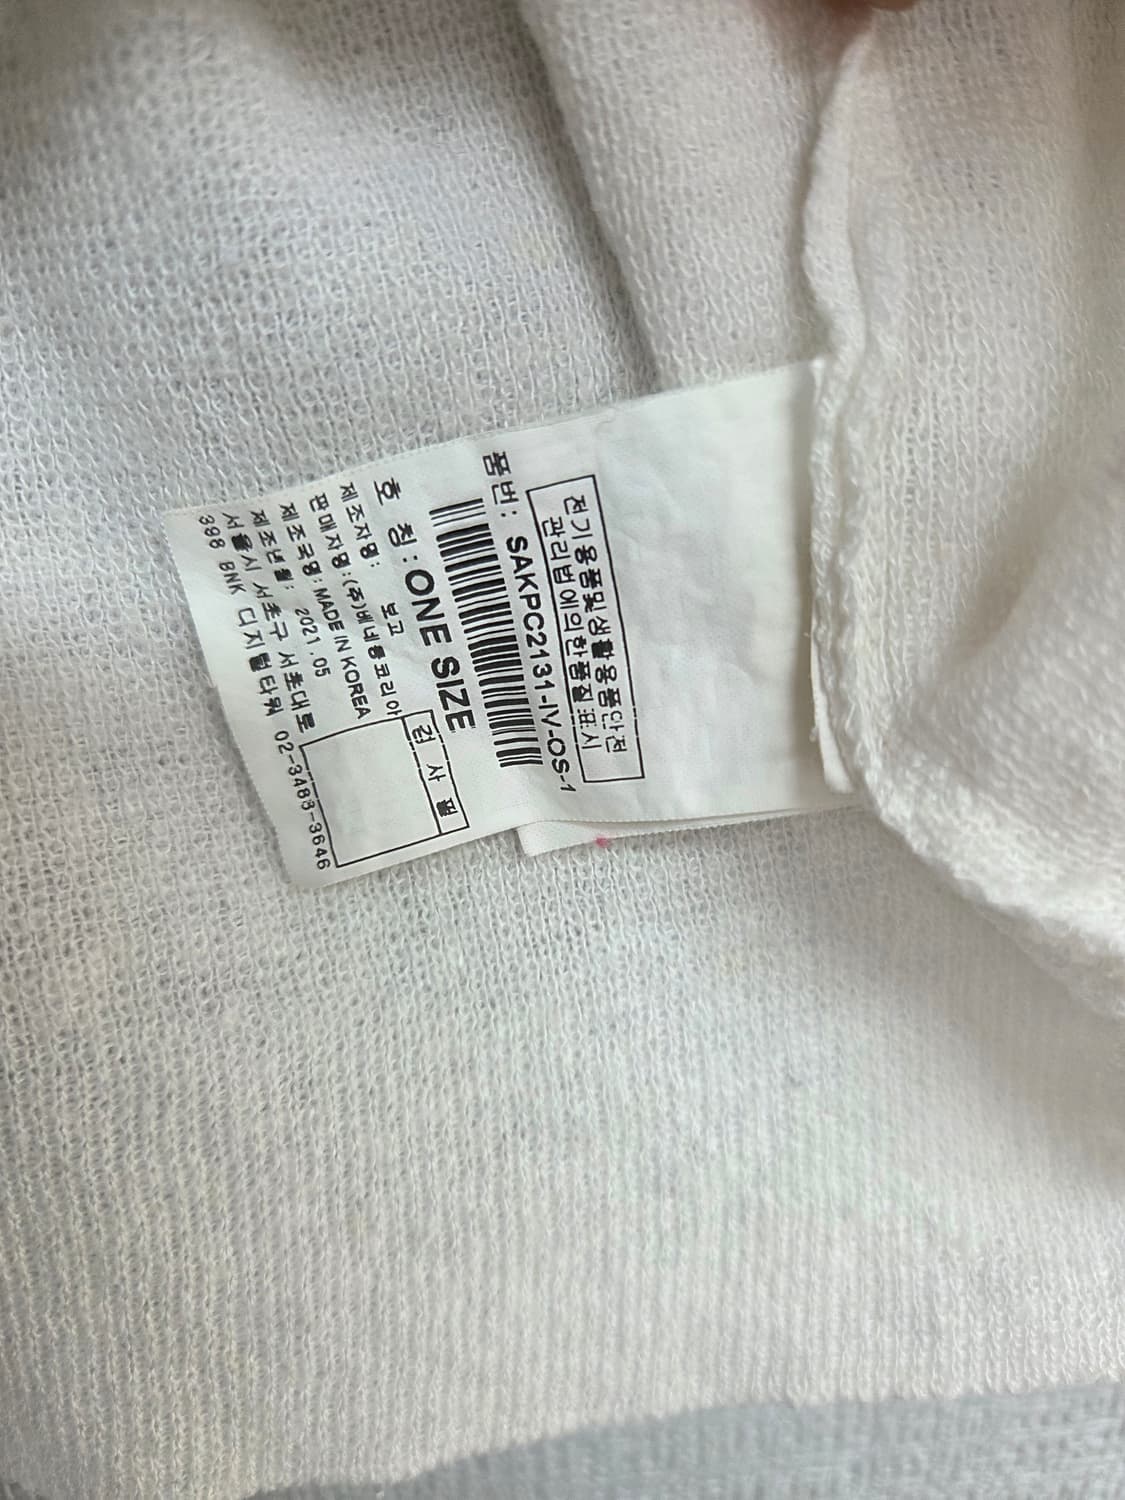 전기용품및생활용품안전
관리법에의한품질표시
품번: SAKPC2131-IV-OS-1
호 칭: ONE SIZE
제조자명: 보고
판매자명:(주)베네통코리아
제조국명: MADE IN KOREA
제조년월: 2021.05
서울시 서초구 서초대로
398 BNK 디지털타워 02-3483-3646
검 사 필